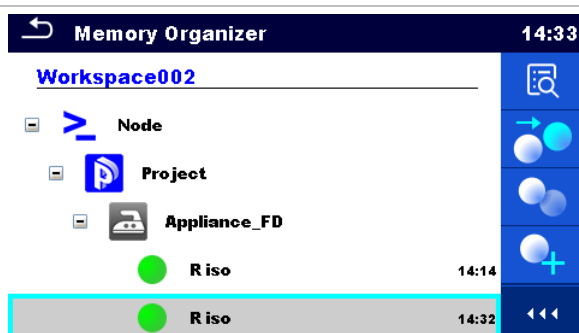 Memory Organizer 14:33
Workspace002
Node
Project
Appliance_FD
R iso 14:14
R iso 14:32